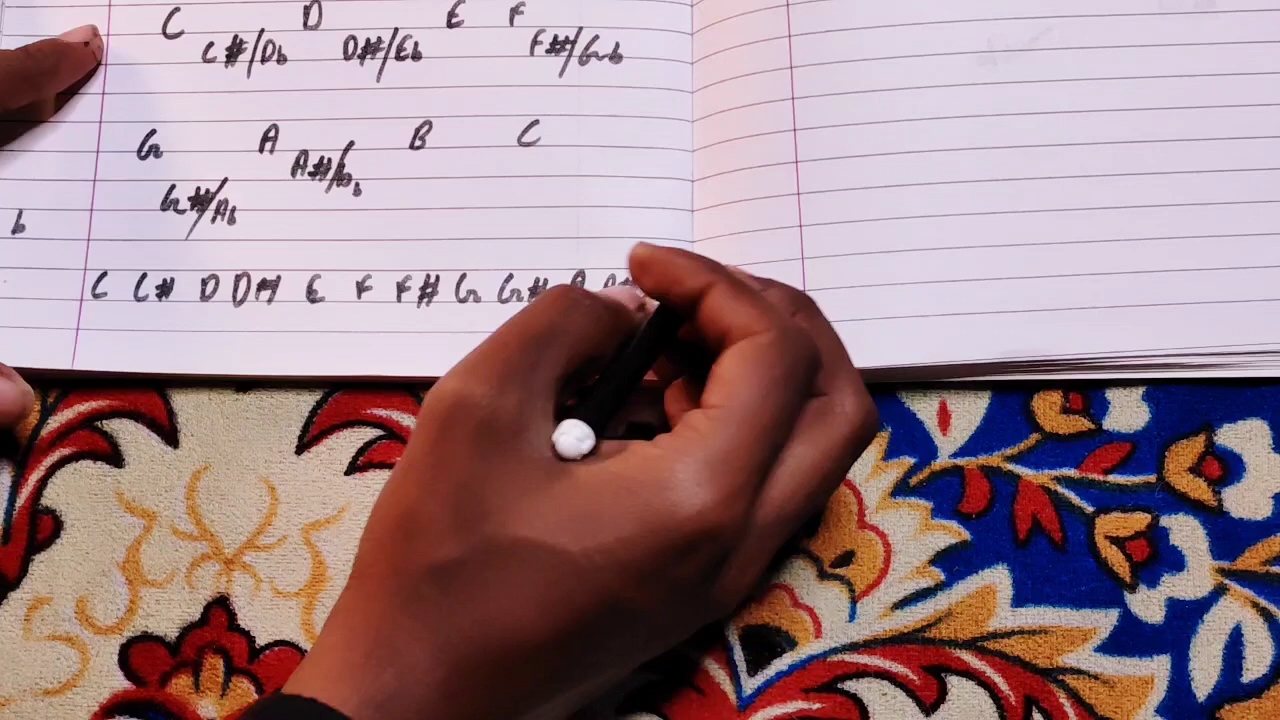 C D E F
C#/Db D#/Eb F#/Gb
G A B C
A#/Bb
G#/Ab
b
C C# D D# E F F# G G# A A#